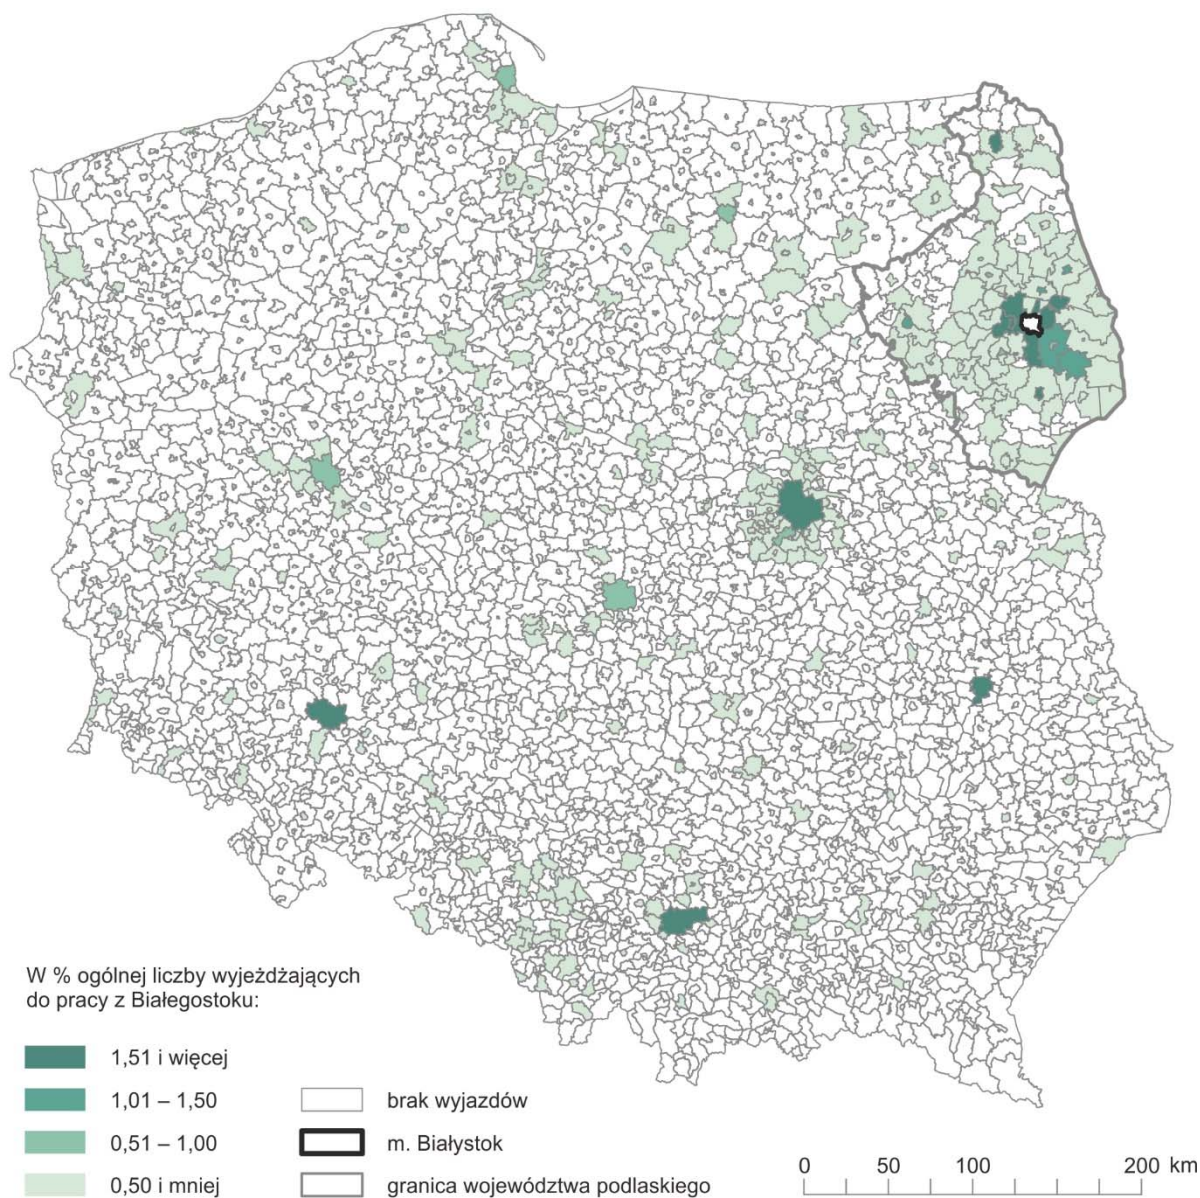 W % ogólnej liczby wyjeżdżających
do pracy z Białegostoku:
1,51 i więcej
1,01 – 1,50
0,51 – 1,00
0,50 i mniej
brak wyjazdów
m. Białystok
granica województwa podlaskiego
0 50 100 200 km